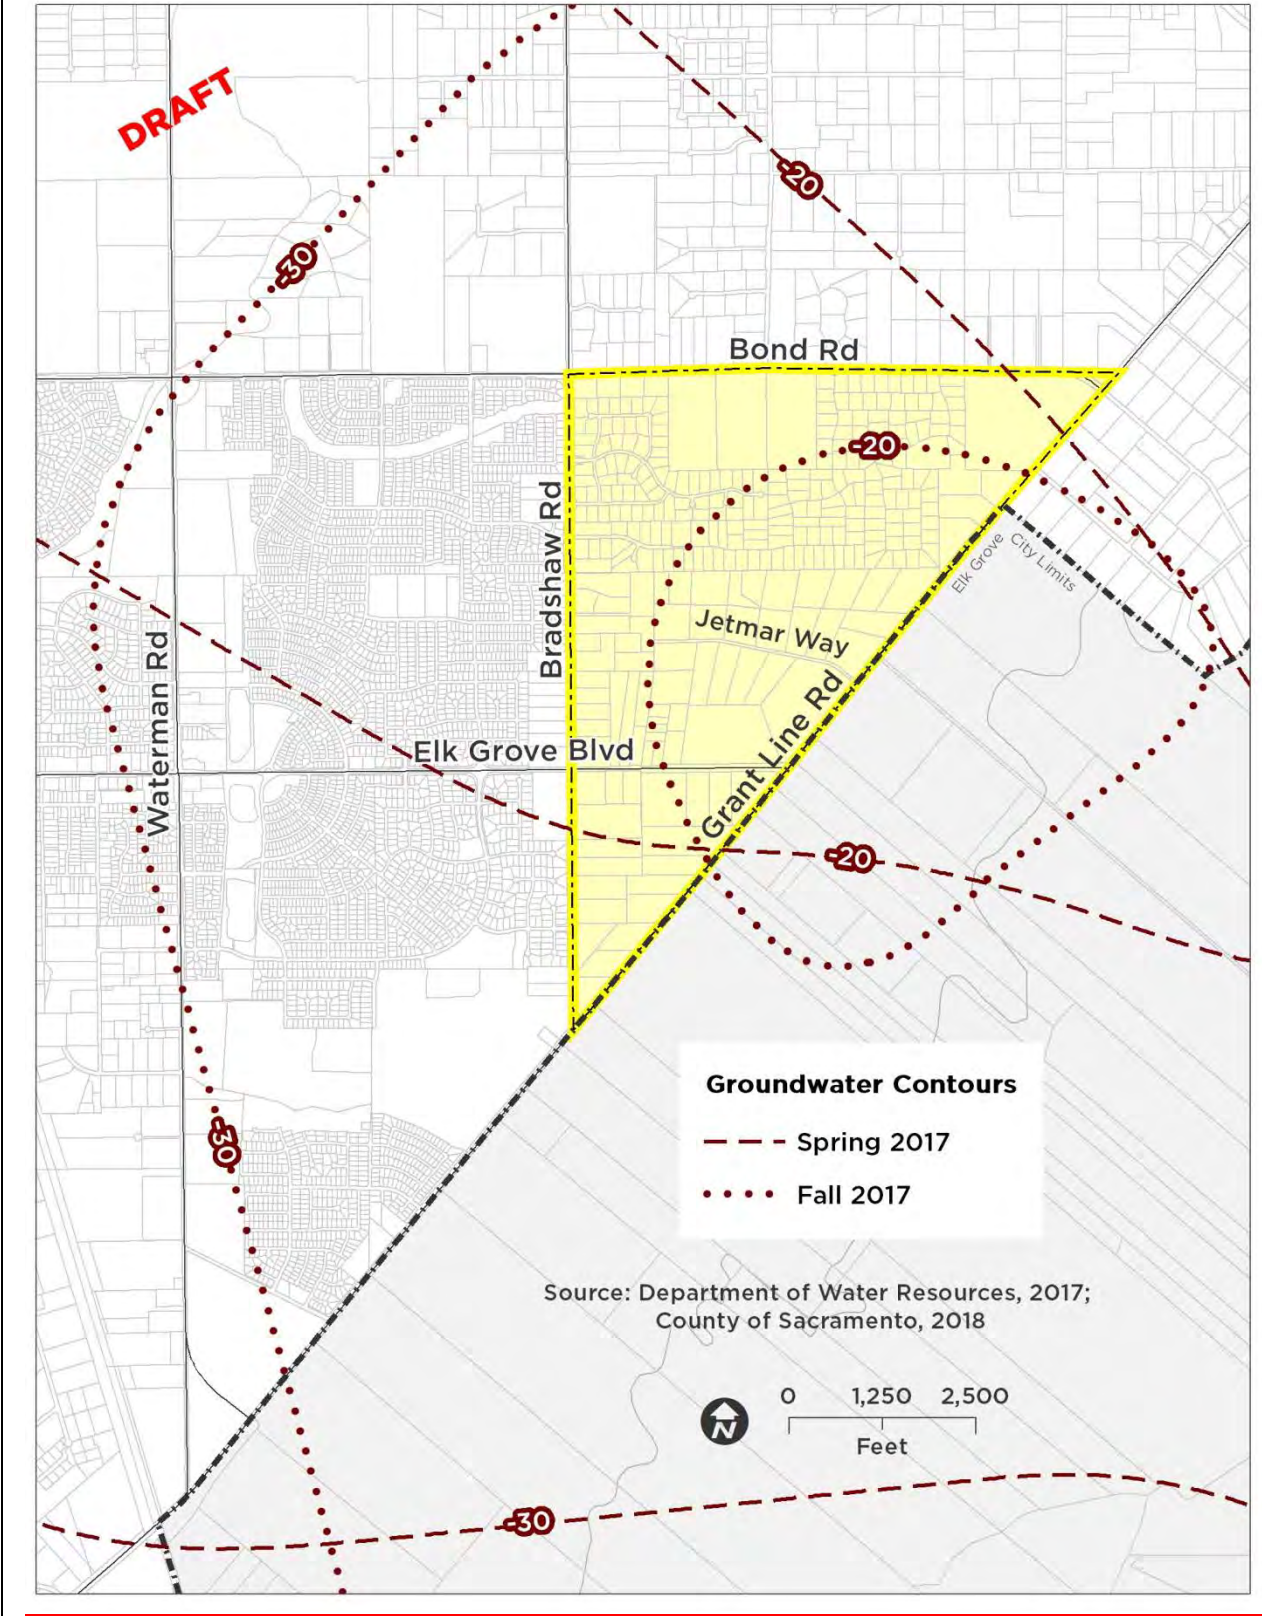 DRAFT
-20
-30
Bond Rd
-20
Bradshaw Rd
Elk Grove
City Limits
Jetmar Way
Waterman Rd
Grant Line Rd
Elk Grove Blvd
-20
Groundwater Contours
Spring 2017
Fall 2017
-30
Source: Department of Water Resources, 2017;
County of Sacramento, 2018
N
0 1,250 2,500
Feet
-30